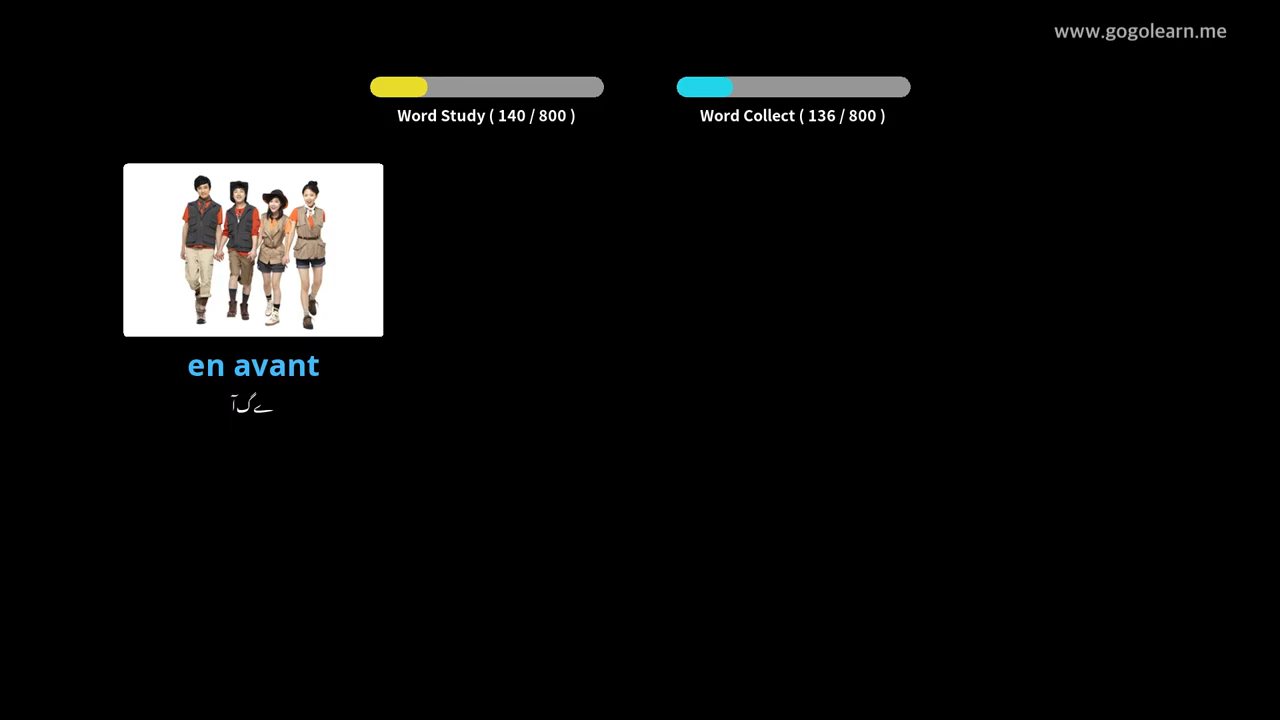 www.gogolearn.me
Word Study ( 140 / 800 )
Word Collect ( 136 / 800 )
en avant
آگے